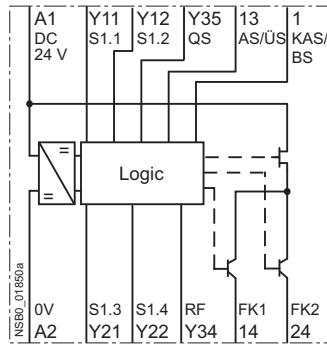 A1 Y11 Y12 Y35 13 1
DC S1.1 S1.2 QS AS/ÜS KAS/
24 V BS
=
Logic
=
NSB0_01850a
0V S1.3 S1.4 RF FK1 FK2
A2 Y21 Y22 Y34 14 24